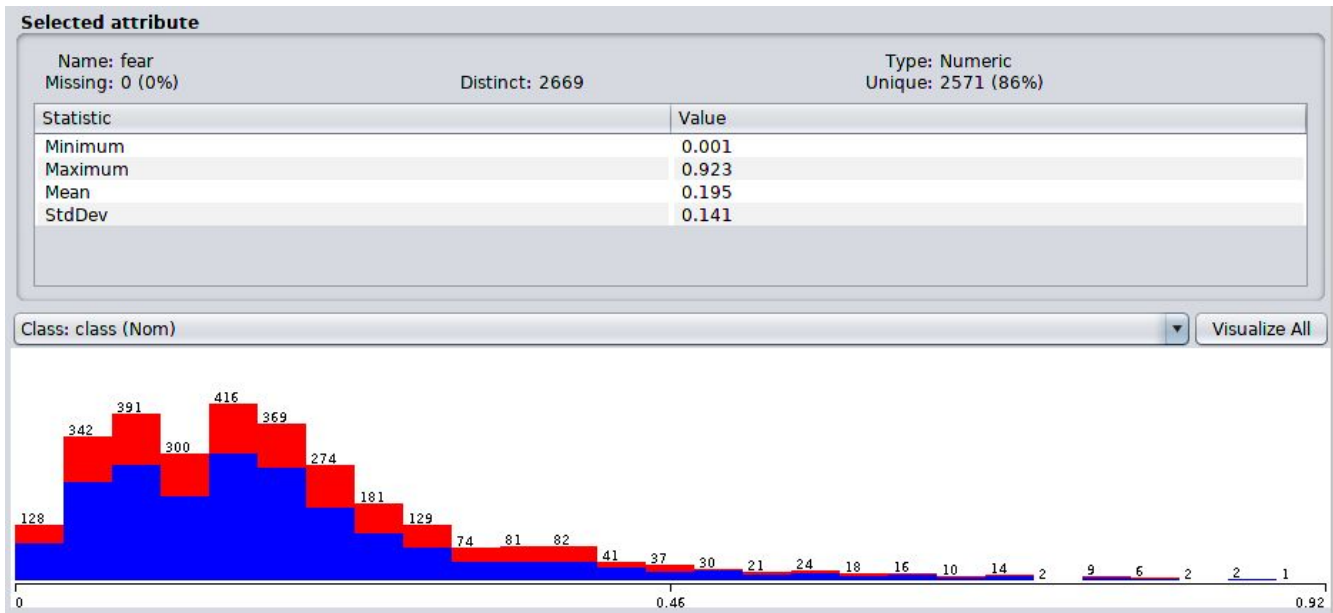 Selected attribute
Name: fear Type: Numeric
Missing: 0 (0%) Distinct: 2669 Unique: 2571 (86%)
Statistic Value
Minimum 0.001
Maximum 0.923
Mean 0.195
StdDev 0.141
Class: class (Nom) Visualize All
128 342 391 300 416 369 274 181 129 74 81 82 41 37 30 21 24 18 16 10 14 2 9 6 2 2 1
0 0.46 0.92